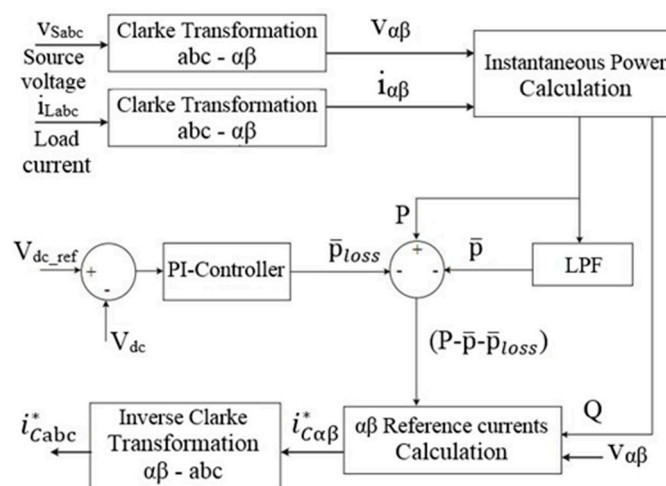 vSabc
Source
voltage
Clarke Transformation
abc - αβ
vαβ
Instantaneous Power
Calculation
iLabc
Load
current
Clarke Transformation
abc - αβ
iαβ
P
+
-
-
p̅
LPF
Vdc_ref
+
-
PI-Controller
p̅loss
Vdc
(P-p̅-p̅loss)
i*Cabc
Inverse Clarke
Transformation
αβ - abc
i*Cαβ
αβ Reference currents
Calculation
Q
vαβ